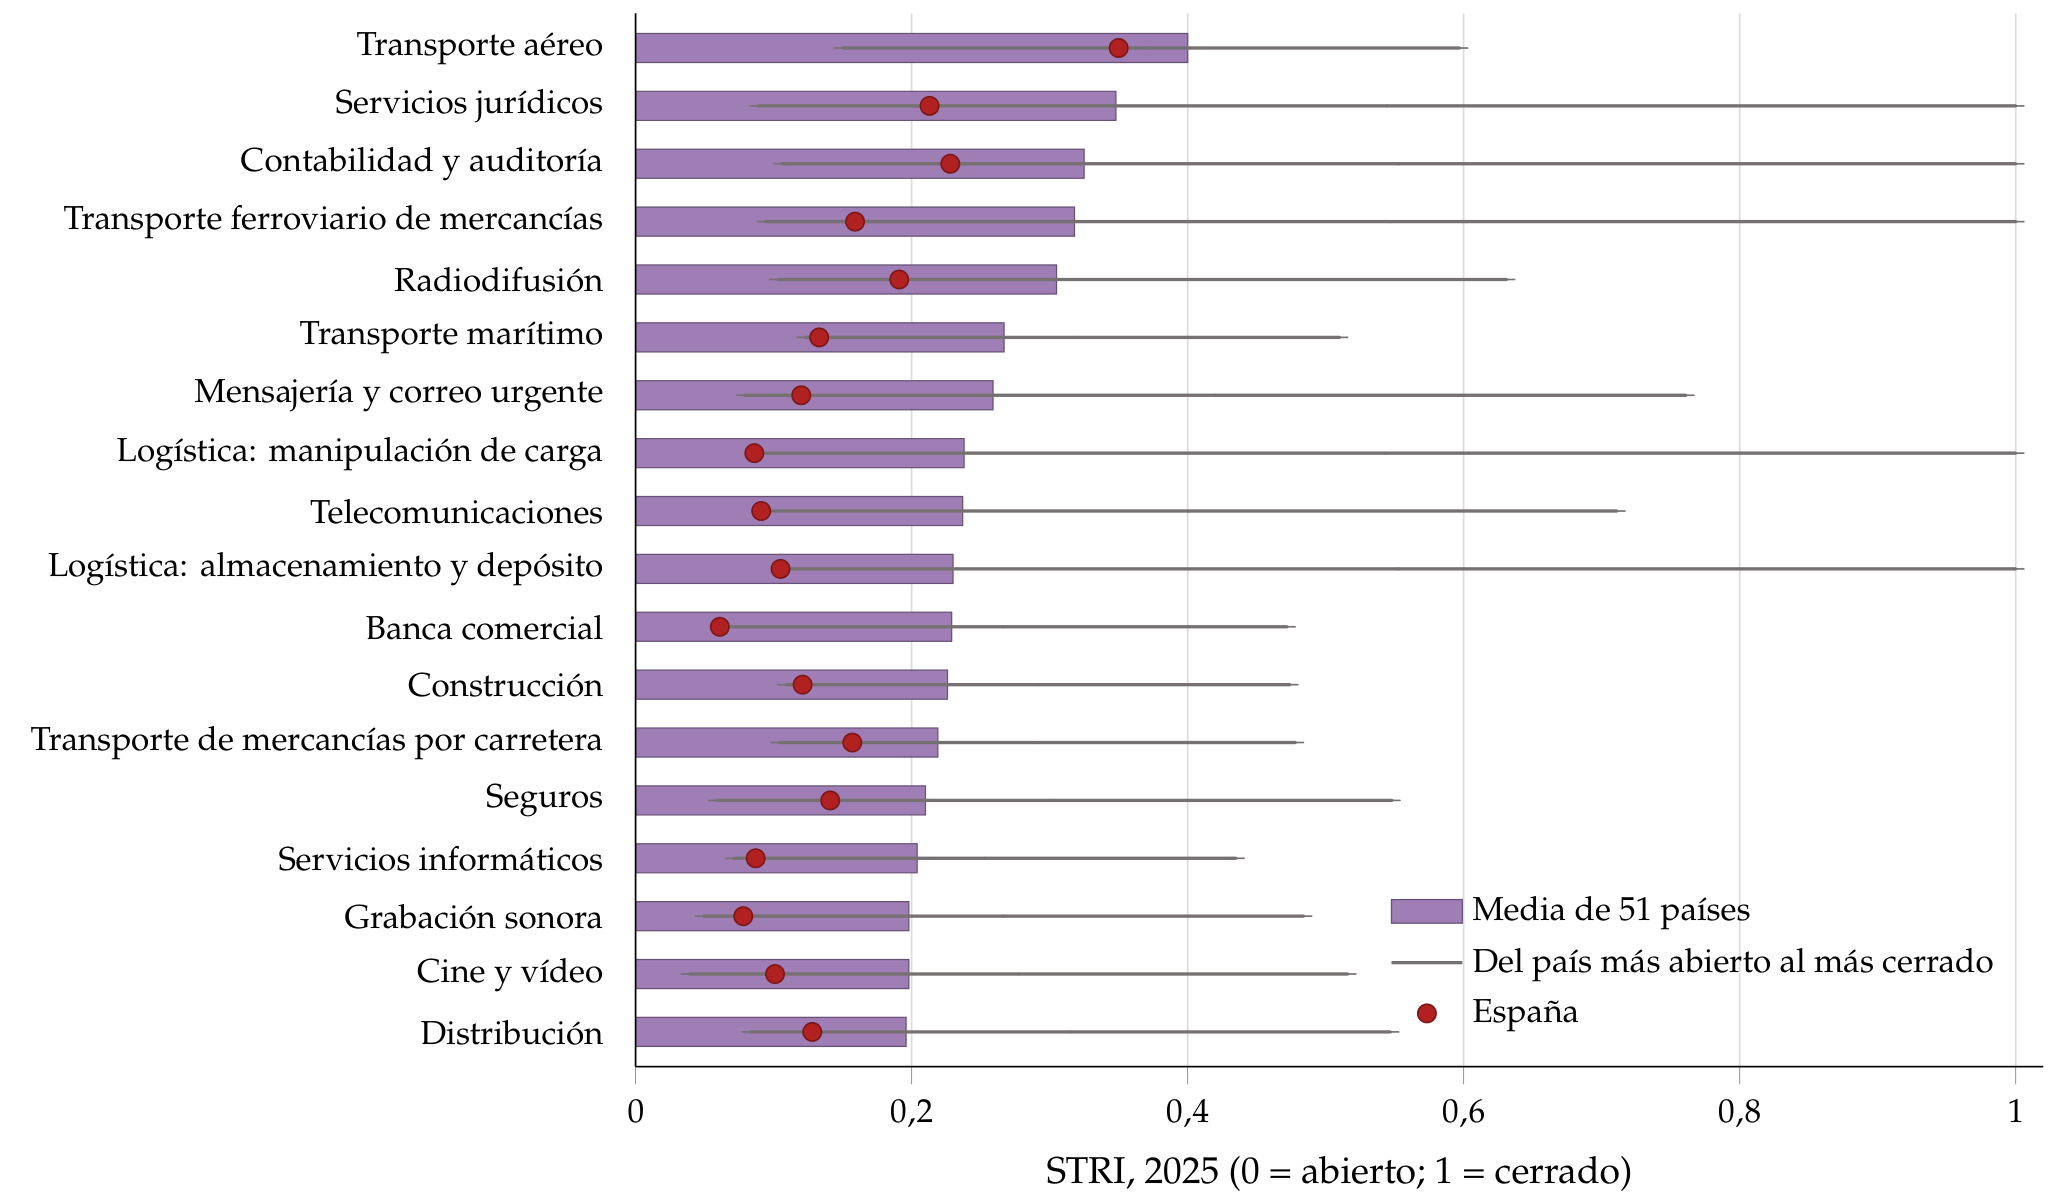 Transporte aéreo
Servicios jurídicos
Contabilidad y auditoría
Transporte ferroviario de mercancías
Radiodifusión
Transporte marítimo
Mensajería y correo urgente
Logística: manipulación de carga
Telecomunicaciones
Logística: almacenamiento y depósito
Banca comercial
Construcción
Transporte de mercancías por carretera
Seguros
Servicios informáticos
Grabación sonora
Cine y vídeo
Distribución
Media de 51 países
Del país más abierto al más cerrado
España
0 0,2 0,4 0,6 0,8 1
STRI, 2025 (0 = abierto; 1 = cerrado)